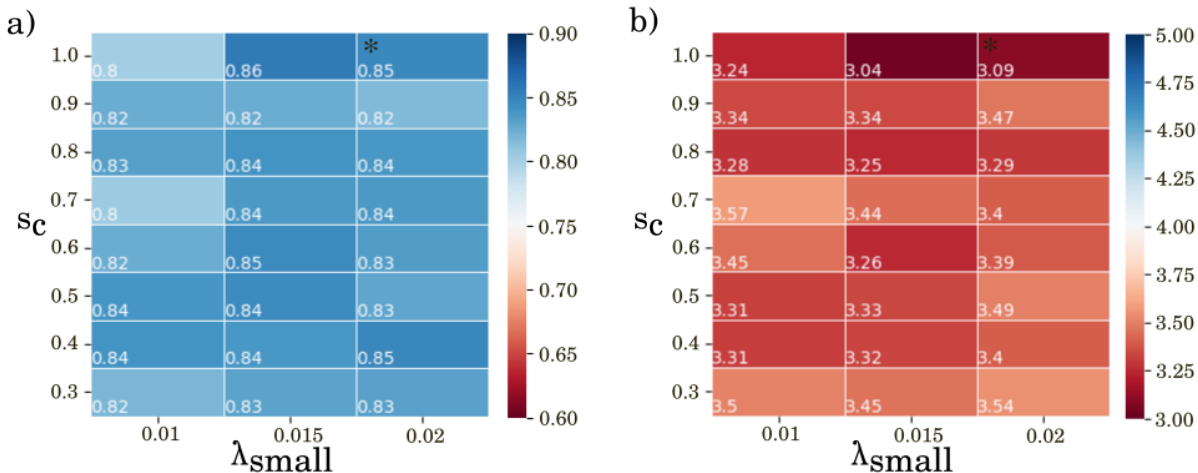 a)
1.0 0.8 0.86 * 0.85 0.90
0.9 0.82 0.82 0.82 0.85
0.8 0.83 0.84 0.84 0.80
0.7 0.8 0.84 0.84 0.75
sc
0.6 0.82 0.85 0.83 0.70
0.5 0.84 0.84 0.83 0.65
0.4 0.84 0.84 0.85
0.3 0.82 0.83 0.83 0.60
0.01 0.015 0.02
λsmall
b)
1.0 3.24 3.04 * 3.09 5.00
4.75
0.9 3.34 3.34 3.47 4.50
0.8 3.28 3.25 3.29 4.25
0.7 3.57 3.44 3.4 4.00
sc
0.6 3.45 3.26 3.39 3.75
0.5 3.31 3.33 3.49 3.50
0.4 3.31 3.32 3.4 3.25
0.3 3.5 3.45 3.54 3.00
0.01 0.015 0.02
λsmall